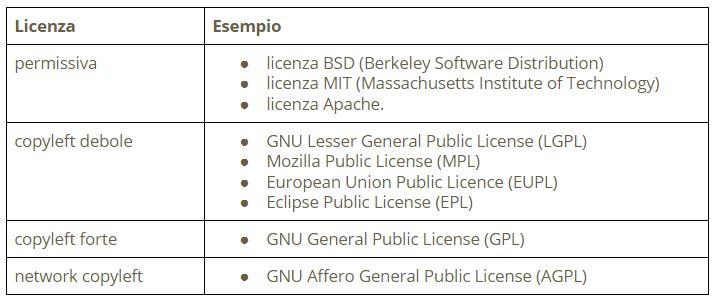 Licenza Esempio
permissiva ● licenza BSD (Berkeley Software Distribution)
● licenza MIT (Massachusetts Institute of Technology)
● licenza Apache.
copyleft debole ● GNU Lesser General Public License (LGPL)
● Mozilla Public License (MPL)
● European Union Public Licence (EUPL)
● Eclipse Public License (EPL)
copyleft forte ● GNU General Public License (GPL)
network copyleft ● GNU Affero General Public License (AGPL)